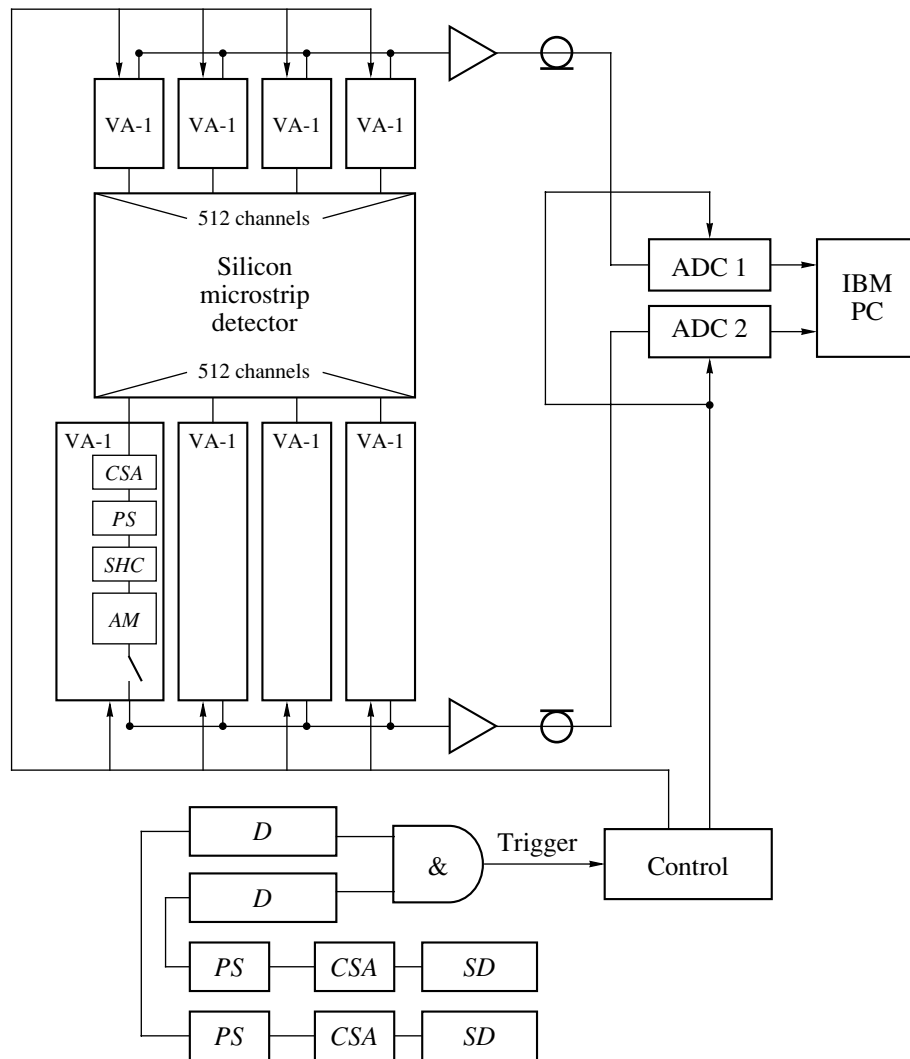 VA-1 VA-1 VA-1 VA-1
512 channels
Silicon
microstrip
detector
512 channels
ADC 1
ADC 2
IBM
PC
VA-1 VA-1 VA-1 VA-1
CSA
PS
SHC
AM
D
D
&
Trigger
Control
PS CSA SD
PS CSA SD